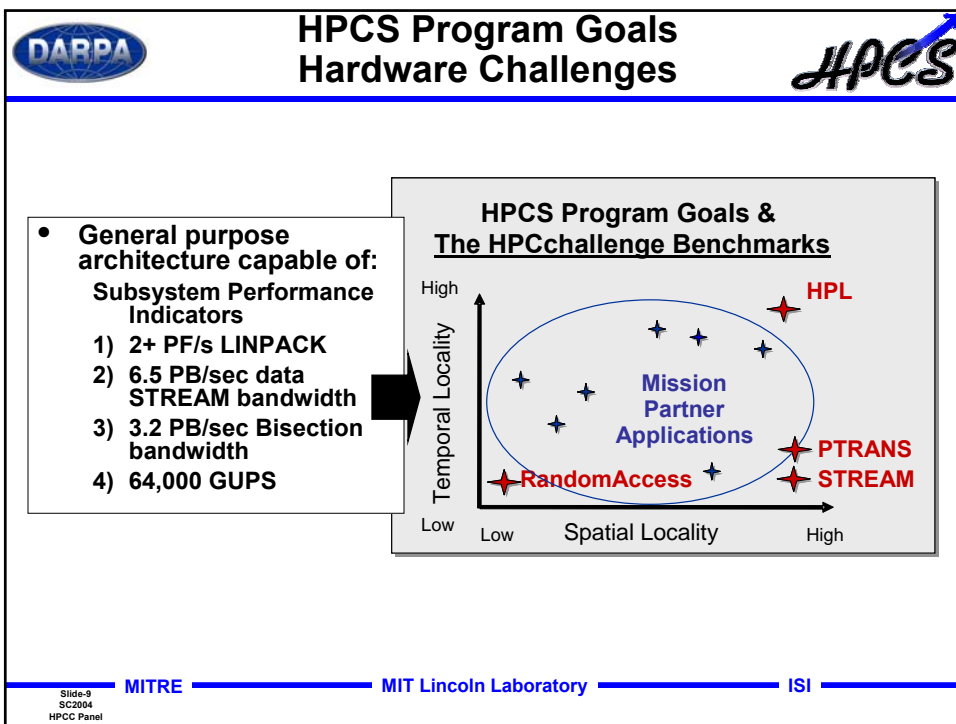 DARPA
HPCS Program Goals
Hardware Challenges
HPCS
• General purpose
architecture capable of:
Subsystem Performance
Indicators
1) 2+ PF/s LINPACK
2) 6.5 PB/sec data
STREAM bandwidth
3) 3.2 PB/sec Bisection
bandwidth
4) 64,000 GUPS
HPCS Program Goals &
The HPCchallenge Benchmarks
High
Temporal Locality
Low
HPL
Mission
Partner
Applications
PTRANS
RandomAccess
STREAM
Low
Spatial Locality
High
MITRE
MIT Lincoln Laboratory
ISI
Slide-9
SC2004
HPCC Panel